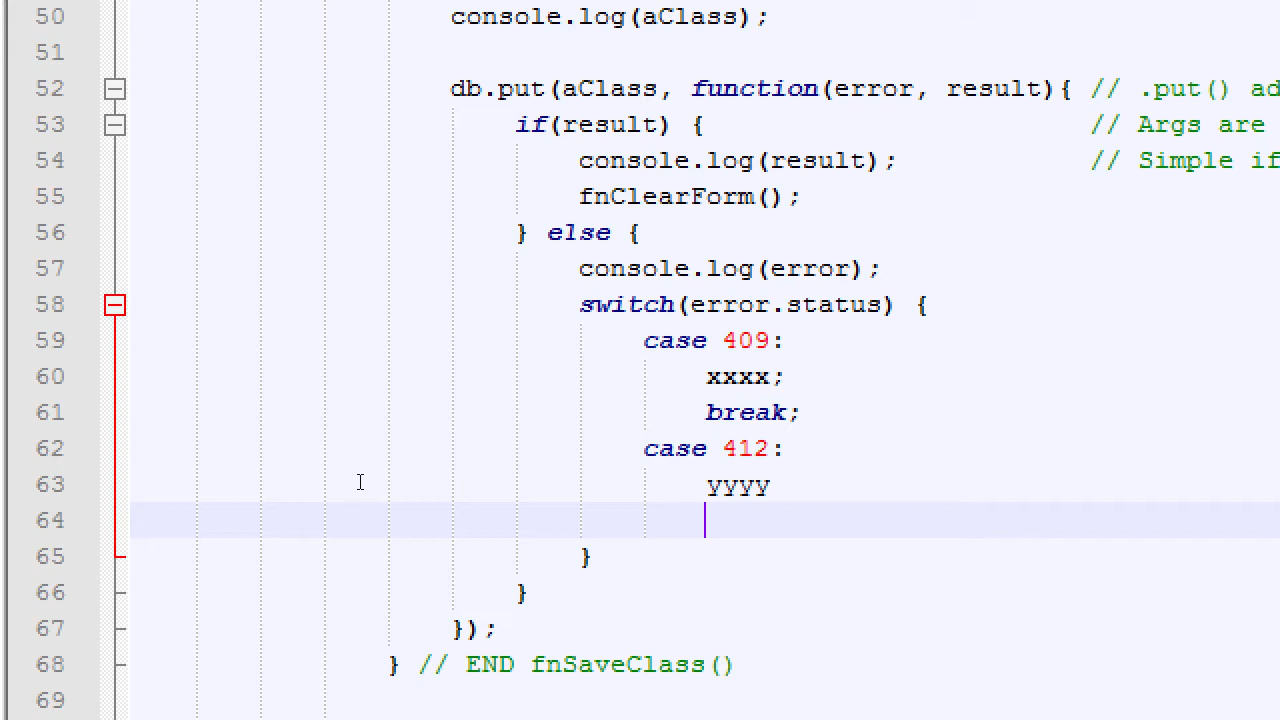 50 console.log(aClass);
51
52 db.put(aClass, function(error, result){ // .put() ad
53 if(result) { // Args are
54 console.log(result); // Simple if
55 fnClearForm();
56 } else {
57 console.log(error);
58 switch(error.status) {
59 case 409:
60 xxxx;
61 break;
62 case 412:
63 yyyy
64
65 }
66 }
67 });
68 } // END fnSaveClass()
69